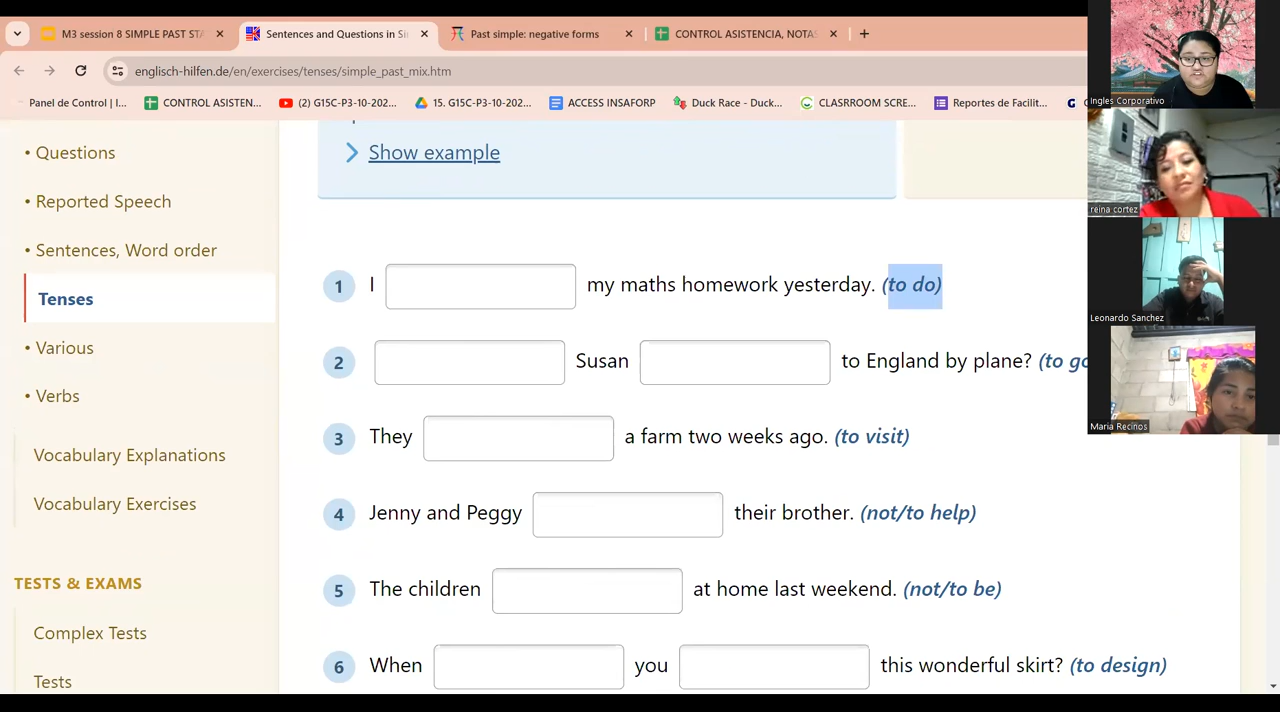 M3 session 8 SIMPLE PAST STA
Sentences and Questions in Si
Past simple: negative forms
CONTROL ASISTENCIA, NOTAS
englisch-hilfen.de/en/exercises/tenses/simple_past_mix.htm
Panel de Control | I...
CONTROL ASISTEN...
(2) G15C-P3-10-202...
15. G15C-P3-10-202...
ACCESS INSAFORP
Duck Race - Duck...
CLASRROOM SCRE...
Reportes de Facilit...
Ingles Corporativo
reina cortez
Leonardo Sanchez
Maria Recinos
• Questions
• Reported Speech
• Sentences, Word order
Tenses
• Various
• Verbs
Vocabulary Explanations
Vocabulary Exercises
TESTS & EXAMS
Complex Tests
Tests
Show example
1 I my maths homework yesterday. (to do)
2 Susan to England by plane? (to go
3 They a farm two weeks ago. (to visit)
4 Jenny and Peggy their brother. (not/to help)
5 The children at home last weekend. (not/to be)
6 When you this wonderful skirt? (to design)